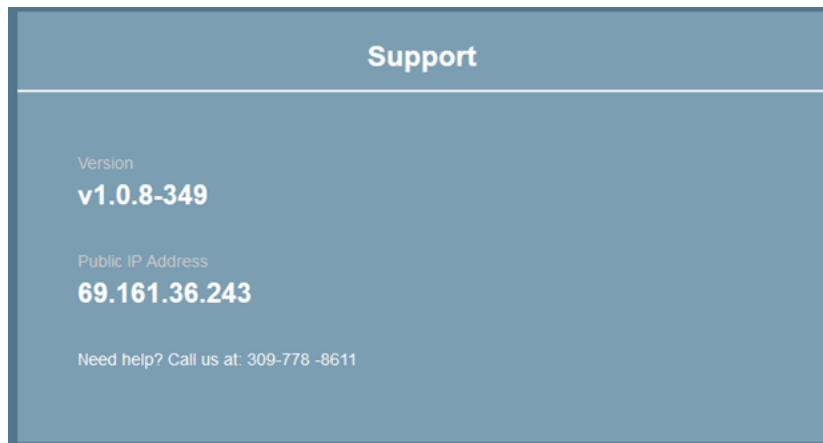 Support
Version
v1.0.8-349
Public IP Address
69.161.36.243
Need help? Call us at: 309-778 -8611